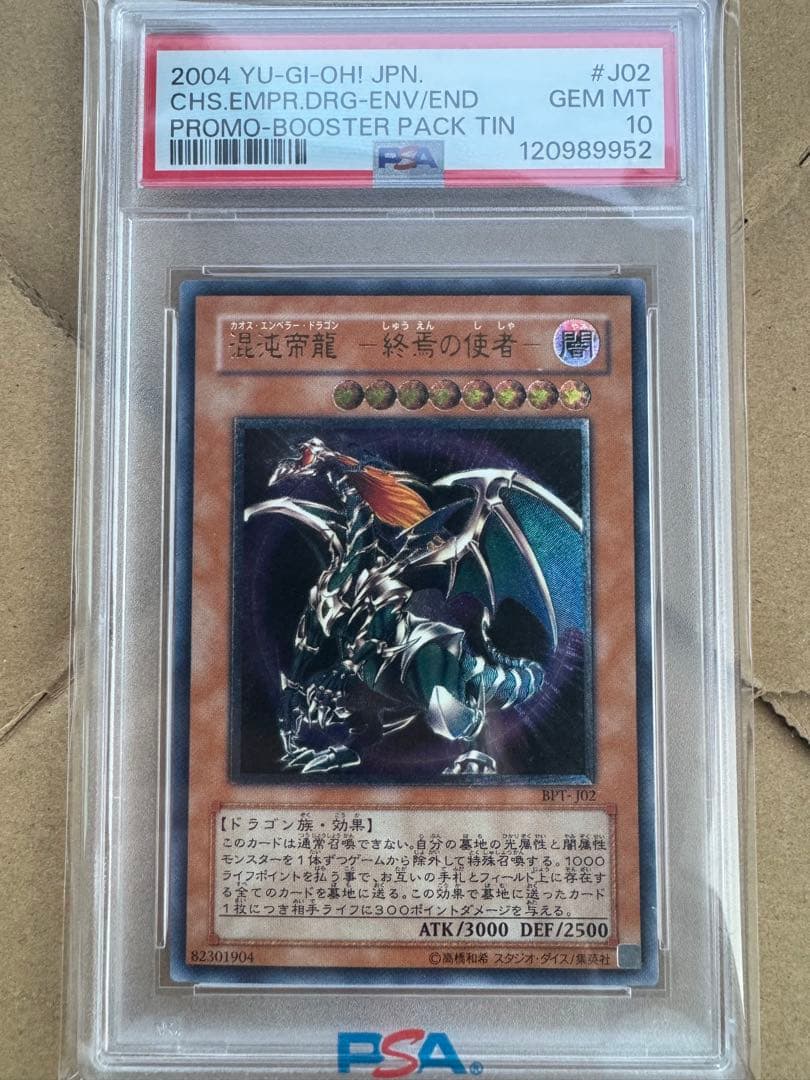 2004 YU-GI-OH! JPN. #J02
CHS.EMPR.DRG-ENV/END GEM MT
PROMO-BOOSTER PACK TIN 10
PSA 120989952
カオス・エンペラー・ドラゴン しゅうえん し しゃ やみ
混沌帝龍 -終焉の使者- 闇
BPT-J02
【ドラゴン族・効果】
このカードは通常召喚できない。自分の墓地の光属性と闇属性
モンスターを1体ずつゲームから除外して特殊召喚する。1000
ライフポイントを払う事で、お互いの手札とフィールド上に存在す
る全てのカードを墓地に送る。この効果で墓地に送ったカード
1枚につき相手ライフに300ポイントダメージを与える。
ATK/3000 DEF/2500
82301904 ©高橋和希 スタジオ・ダイス/集英社
PSA®